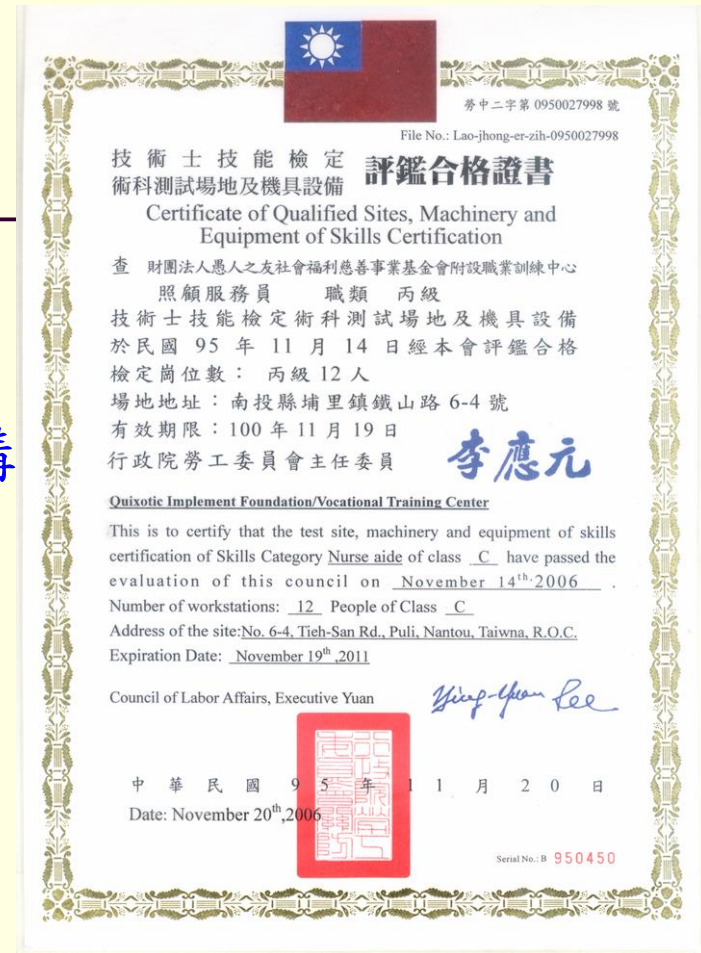 勞中二字第 0950027998 號
File No.: Lao-jhong-er-zih-0950027998
技術士技能檢定
術科測試場地及機具設備 評鑑合格證書
Certificate of Qualified Sites, Machinery and
Equipment of Skills Certification
查 財團法人愚人之友社會福利慈善事業基金會附設職業訓練中心
照顧服務員 職類 丙級
技術士技能檢定術科測試場地及機具設備
於民國 95 年 11 月 14 日經本會評鑑合格
檢定崗位數：丙級 12 人
場地地址：南投縣埔里鎮鐵山路 6-4 號
有效期限：100 年 11 月 19 日
行政院勞工委員會主任委員 李應元
Quixotic Implement Foundation/Vocational Training Center
This is to certify that the test site, machinery and equipment of skills
certification of Skills Category Nurse aide of class C have passed the
evaluation of this council on November 14th,2006 .
Number of workstations: 12 People of Class C
Address of the site:No. 6-4, Tieh-San Rd., Puli, Nantou, Taiwna, R.O.C.
Expiration Date: November 19th ,2011
Council of Labor Affairs, Executive Yuan Ying-Yuan Lee
中華民國 95 年 11 月 20 日
Date: November 20th,2006
Serial No.: B 950450